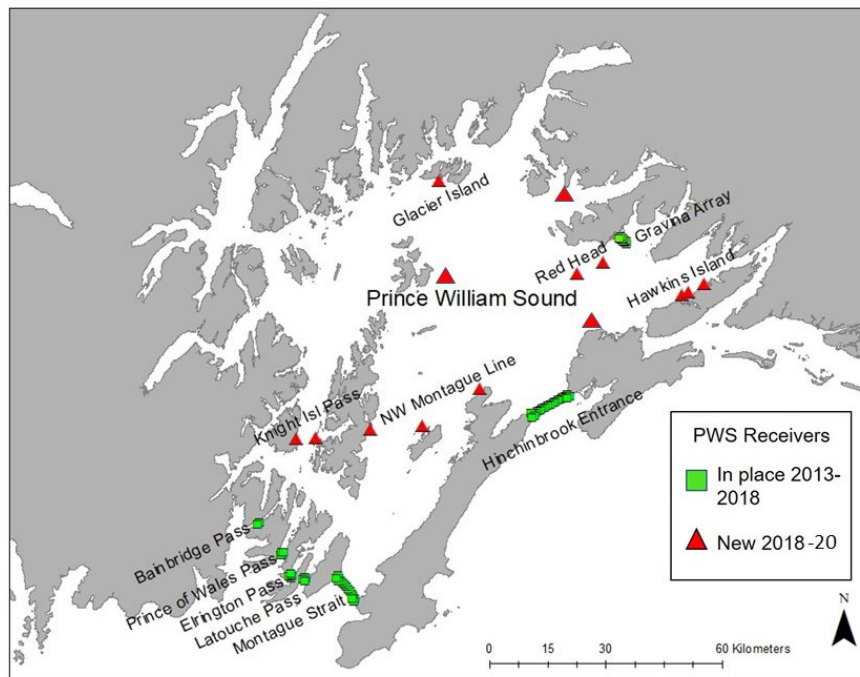 Glacier Island
Gravina Array
Red Head
Hawkins Island
Prince William Sound
NW Montague Line
Knight Isl Pass
Hinchinbrook Entrance
PWS Receivers
In place 2013-
2018
New 2018-20
Bainbridge Pass
Prince of Wales Pass
Elrington Pass
Latouche Pass
Montague Strait
N
0 15 30 60 Kilometers